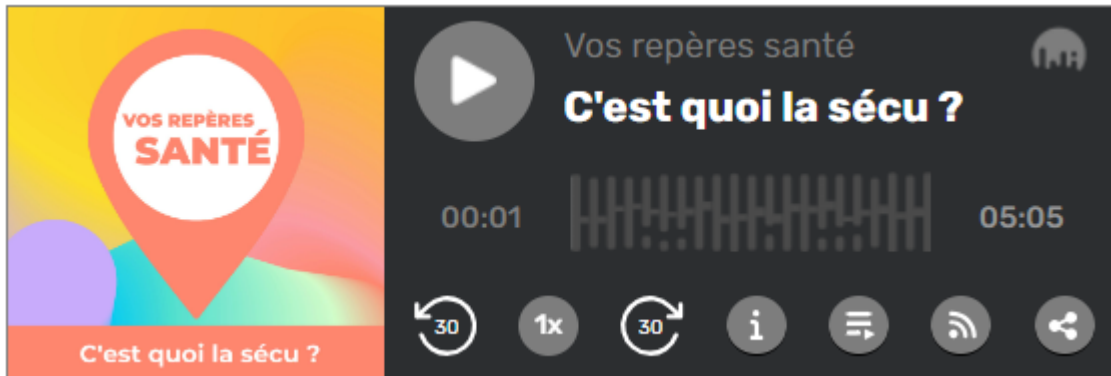 VOS REPÈRES
SANTÉ
C'est quoi la sécu ?
Vos repères santé
C'est quoi la sécu ?
00:01
05:05
30
1x
30
i